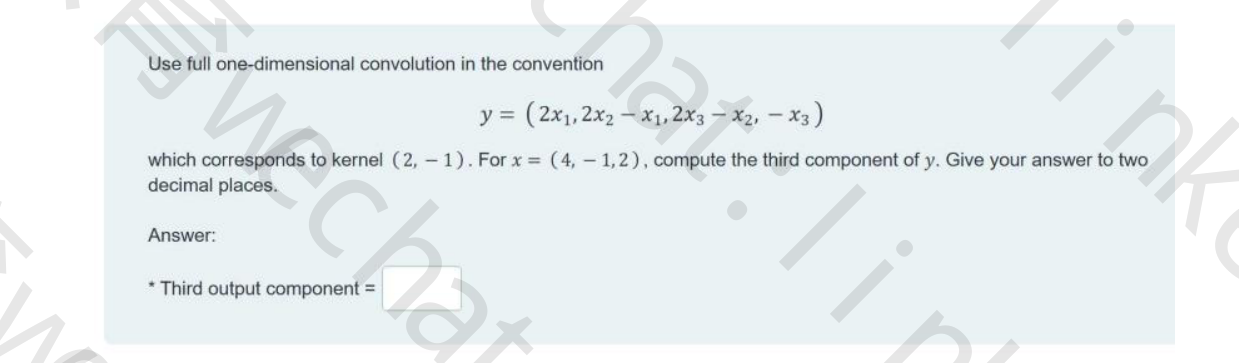 Use full one-dimensional convolution in the convention
y = ( 2x₁, 2x₂ − x₁, 2x₃ − x₂, − x₃ )
which corresponds to kernel ( 2, − 1 ) . For x = ( 4, − 1, 2 ) , compute the third component of y. Give your answer to two
decimal places.
Answer:
* Third output component =